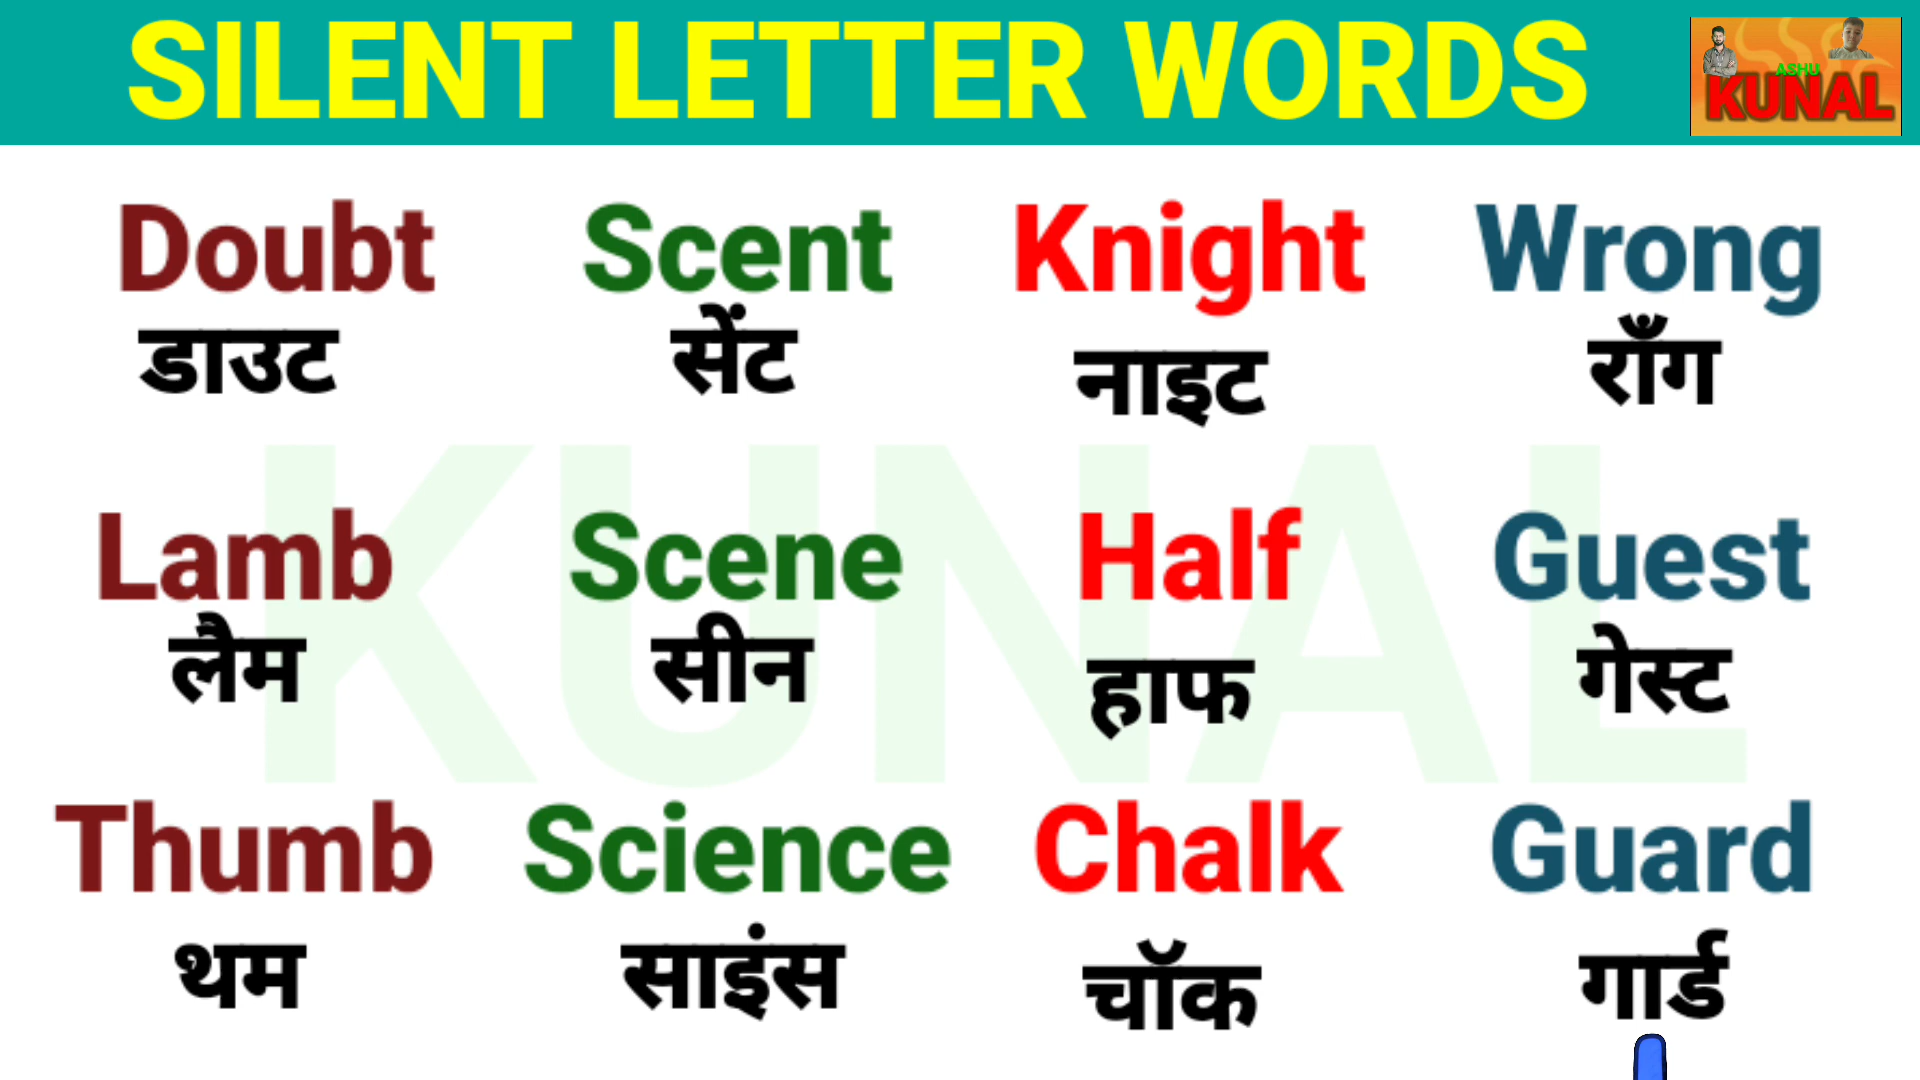 SILENT LETTER WORDS
ASHU
KUNAL
Doubt Scent Knight Wrong
डाउट सेंट नाइट रॉंग
KUNAL
Lamb Scene Half Guest
लैम सीन हाफ गेस्ट
Thumb Science Chalk Guard
थम साइंस चॉक गार्ड